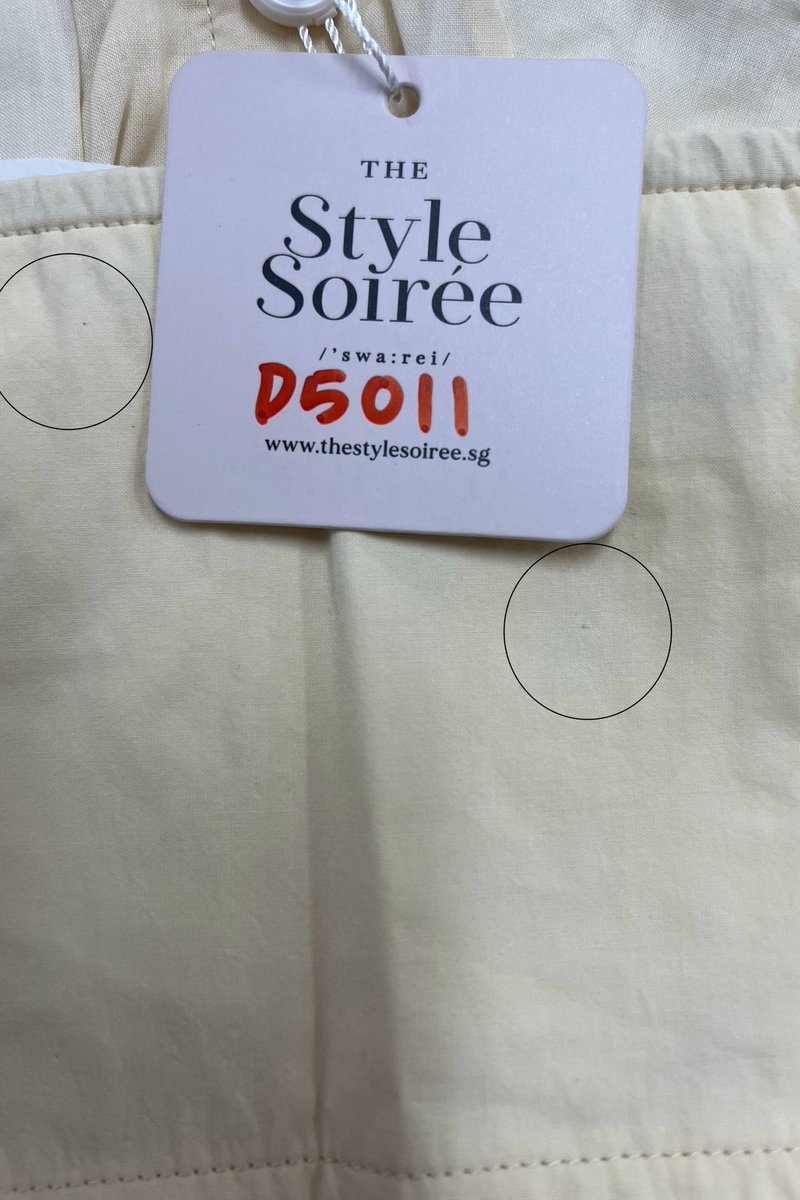 THE
Style
Soirée
/'swa:rei/
D5011
www.thestylesoiree.sg